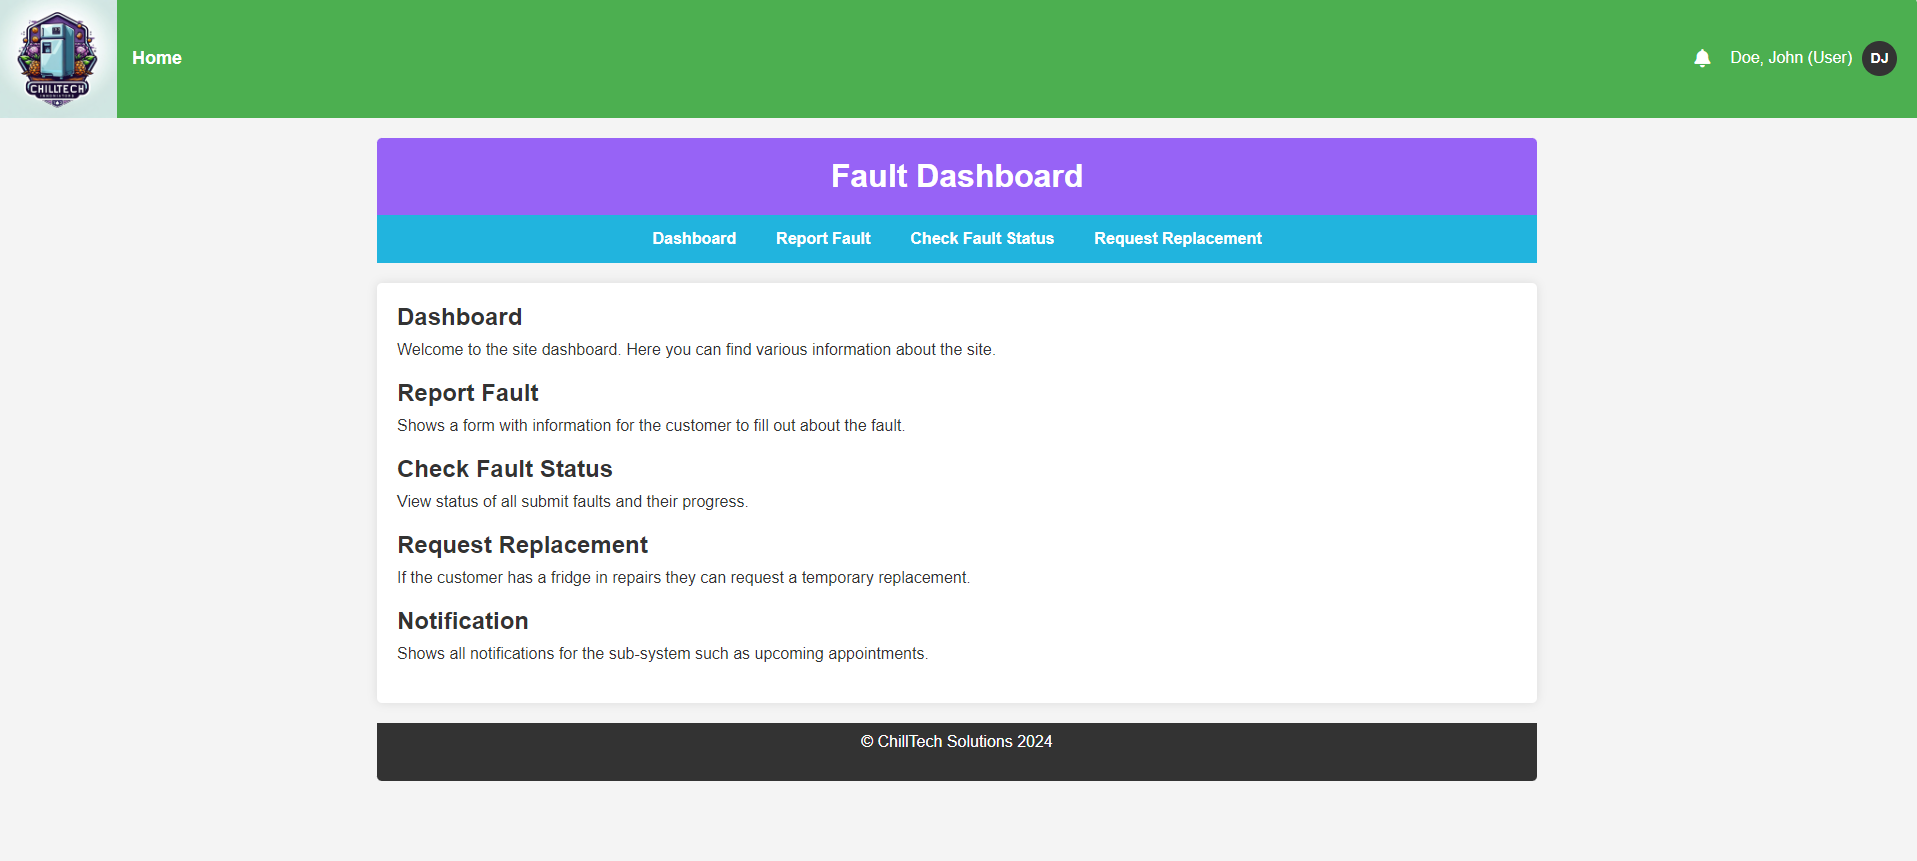 CHILLTECH
Home
Doe, John (User)
DJ
Fault Dashboard
Dashboard Report Fault Check Fault Status Request Replacement
Dashboard
Welcome to the site dashboard. Here you can find various information about the site.
Report Fault
Shows a form with information for the customer to fill out about the fault.
Check Fault Status
View status of all submit faults and their progress.
Request Replacement
If the customer has a fridge in repairs they can request a temporary replacement.
Notification
Shows all notifications for the sub-system such as upcoming appointments.
© ChillTech Solutions 2024